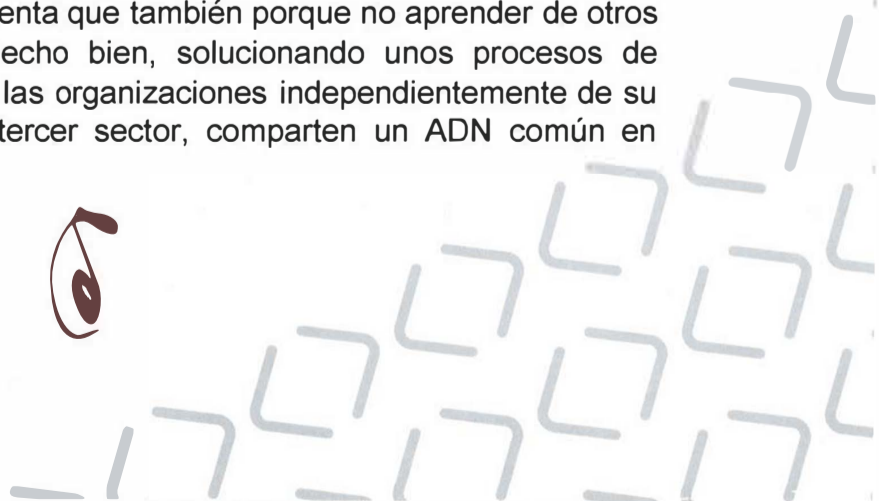 enta que también porque no aprender de otros
echo bien, solucionando unos procesos de
las organizaciones independientemente de su
tercer sector, comparten un ADN común en